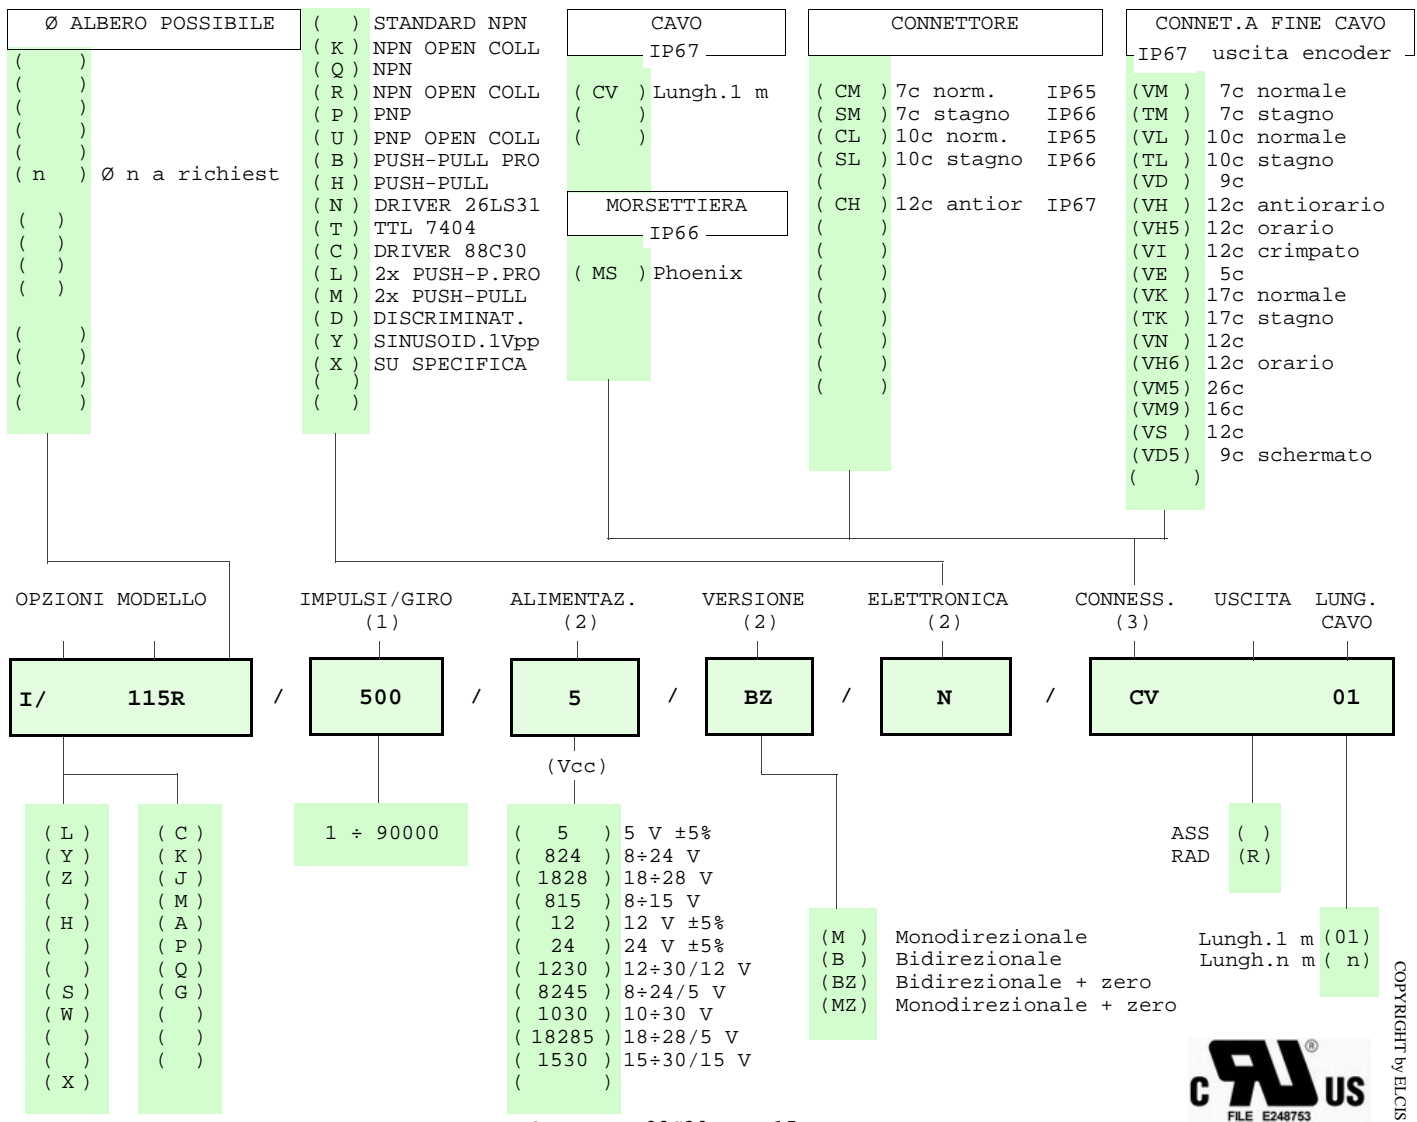 Ø ALBERO POSSIBILE
( )
( )
( )
( )
( )
( n ) Ø n a richiest
( )
( )
( )
( )
( )
( )
( )
( )
( ) STANDARD NPN
( K ) NPN OPEN COLL
( Q ) NPN
( R ) NPN OPEN COLL
( P ) PNP
( U ) PNP OPEN COLL
( B ) PUSH-PULL PRO
( H ) PUSH-PULL
( N ) DRIVER 26LS31
( T ) TTL 7404
( C ) DRIVER 88C30
( L ) 2x PUSH-P.PRO
( M ) 2x PUSH-PULL
( D ) DISCRIMINAT.
( Y ) SINUSOID.1Vpp
( X ) SU SPECIFICA
( )
( )
CAVO
IP67
( CV ) Lungh.1 m
( )
( )
MORSETTIERA
IP66
( MS ) Phoenix
CONNETTORE
( CM ) 7c norm. IP65
( SM ) 7c stagno IP66
( CL ) 10c norm. IP65
( SL ) 10c stagno IP66
( )
( CH ) 12c antior IP67
( )
( )
( )
( )
( )
( )
( )
( )
CONNET.A FINE CAVO
IP67 uscita encoder
(VM ) 7c normale
(TM ) 7c stagno
(VL ) 10c normale
(TL ) 10c stagno
(VD ) 9c
(VH ) 12c antiorario
(VH5) 12c orario
(VI ) 12c crimpato
(VE ) 5c
(VK ) 17c normale
(TK ) 17c stagno
(VN ) 12c
(VH6) 12c orario
(VM5) 26c
(VM9) 16c
(VS ) 12c
(VD5) 9c schermato
( )
OPZIONI MODELLO
IMPULSI/GIRO
(1)
ALIMENTAZ.
(2)
VERSIONE
(2)
ELETTRONICA
(2)
CONNESS.
(3)
USCITA
LUNG.
CAVO
I/ 115R / 500 / 5 / BZ / N / CV 01
( L )
( Y )
( Z )
( )
( H )
( )
( )
( S )
( W )
( )
( )
( X )
( C )
( K )
( J )
( M )
( A )
( P )
( Q )
( G )
( )
( )
( )
1 ÷ 90000
(Vcc)
( 5 ) 5 V ±5%
( 824 ) 8÷24 V
( 1828 ) 18÷28 V
( 815 ) 8÷15 V
( 12 ) 12 V ±5%
( 24 ) 24 V ±5%
( 1230 ) 12÷30/12 V
( 8245 ) 8÷24/5 V
( 1030 ) 10÷30 V
( 18285 ) 18÷28/5 V
( 1530 ) 15÷30/15 V
( )
(M ) Monodirezionale
(B ) Bidirezionale
(BZ) Bidirezionale + zero
(MZ) Monodirezionale + zero
ASS ( )
RAD (R)
Lungh.1 m (01)
Lungh.n m ( n)
COPYRIGHT by ELCIS
C RU US ®
FILE E248753